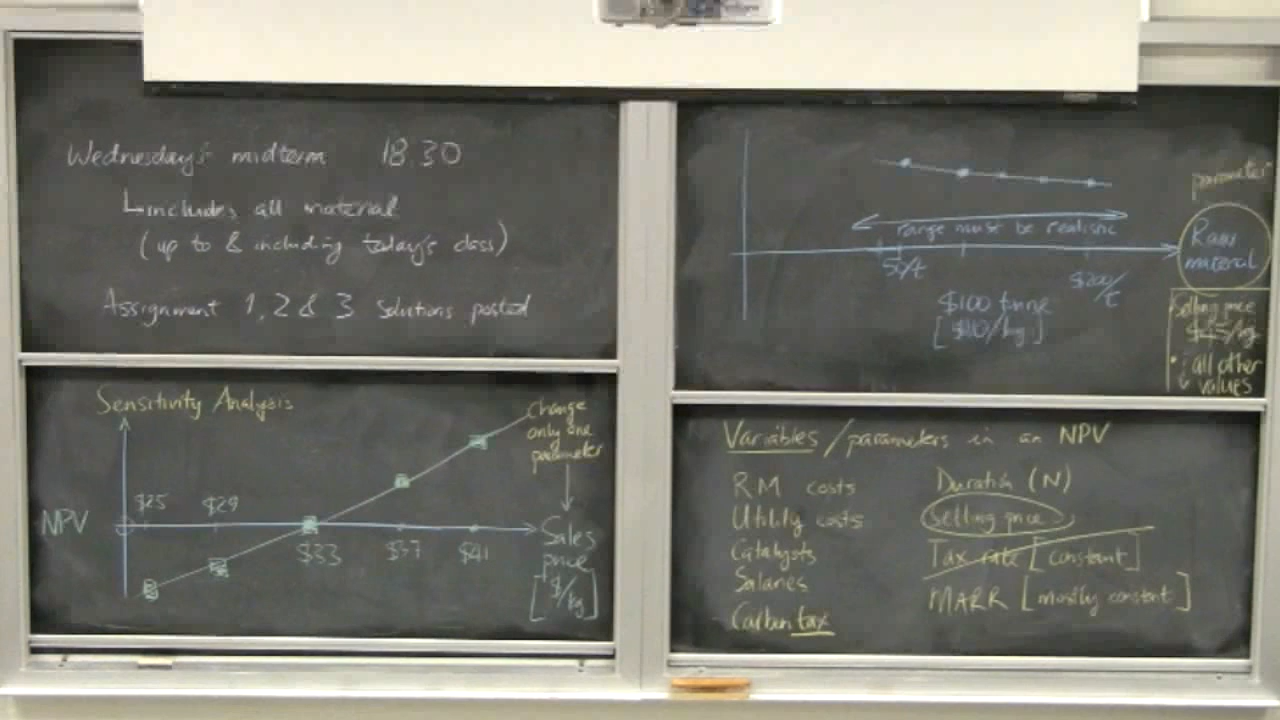 Wednesday's midterm 18.30
includes all material
(up to & including today's class)
Assignment 1, 2 & 3 solutions posted
Sensitivity Analysis
change
only one
parameter
$25 $29
NPV
$33 $37 $41
Sales
price
[$/kg]
parameter
range must be realistic
Raw
material
50/t
$200/t
$100 tonne
Selling price
$45/kg
all other
values
Variables/parameters in an NPV
R.M costs
Utility costs
Catalysts
Salaries
Carbon tax
Duration (N)
Selling price
Tax rate [constant]
MARR [mostly constant]